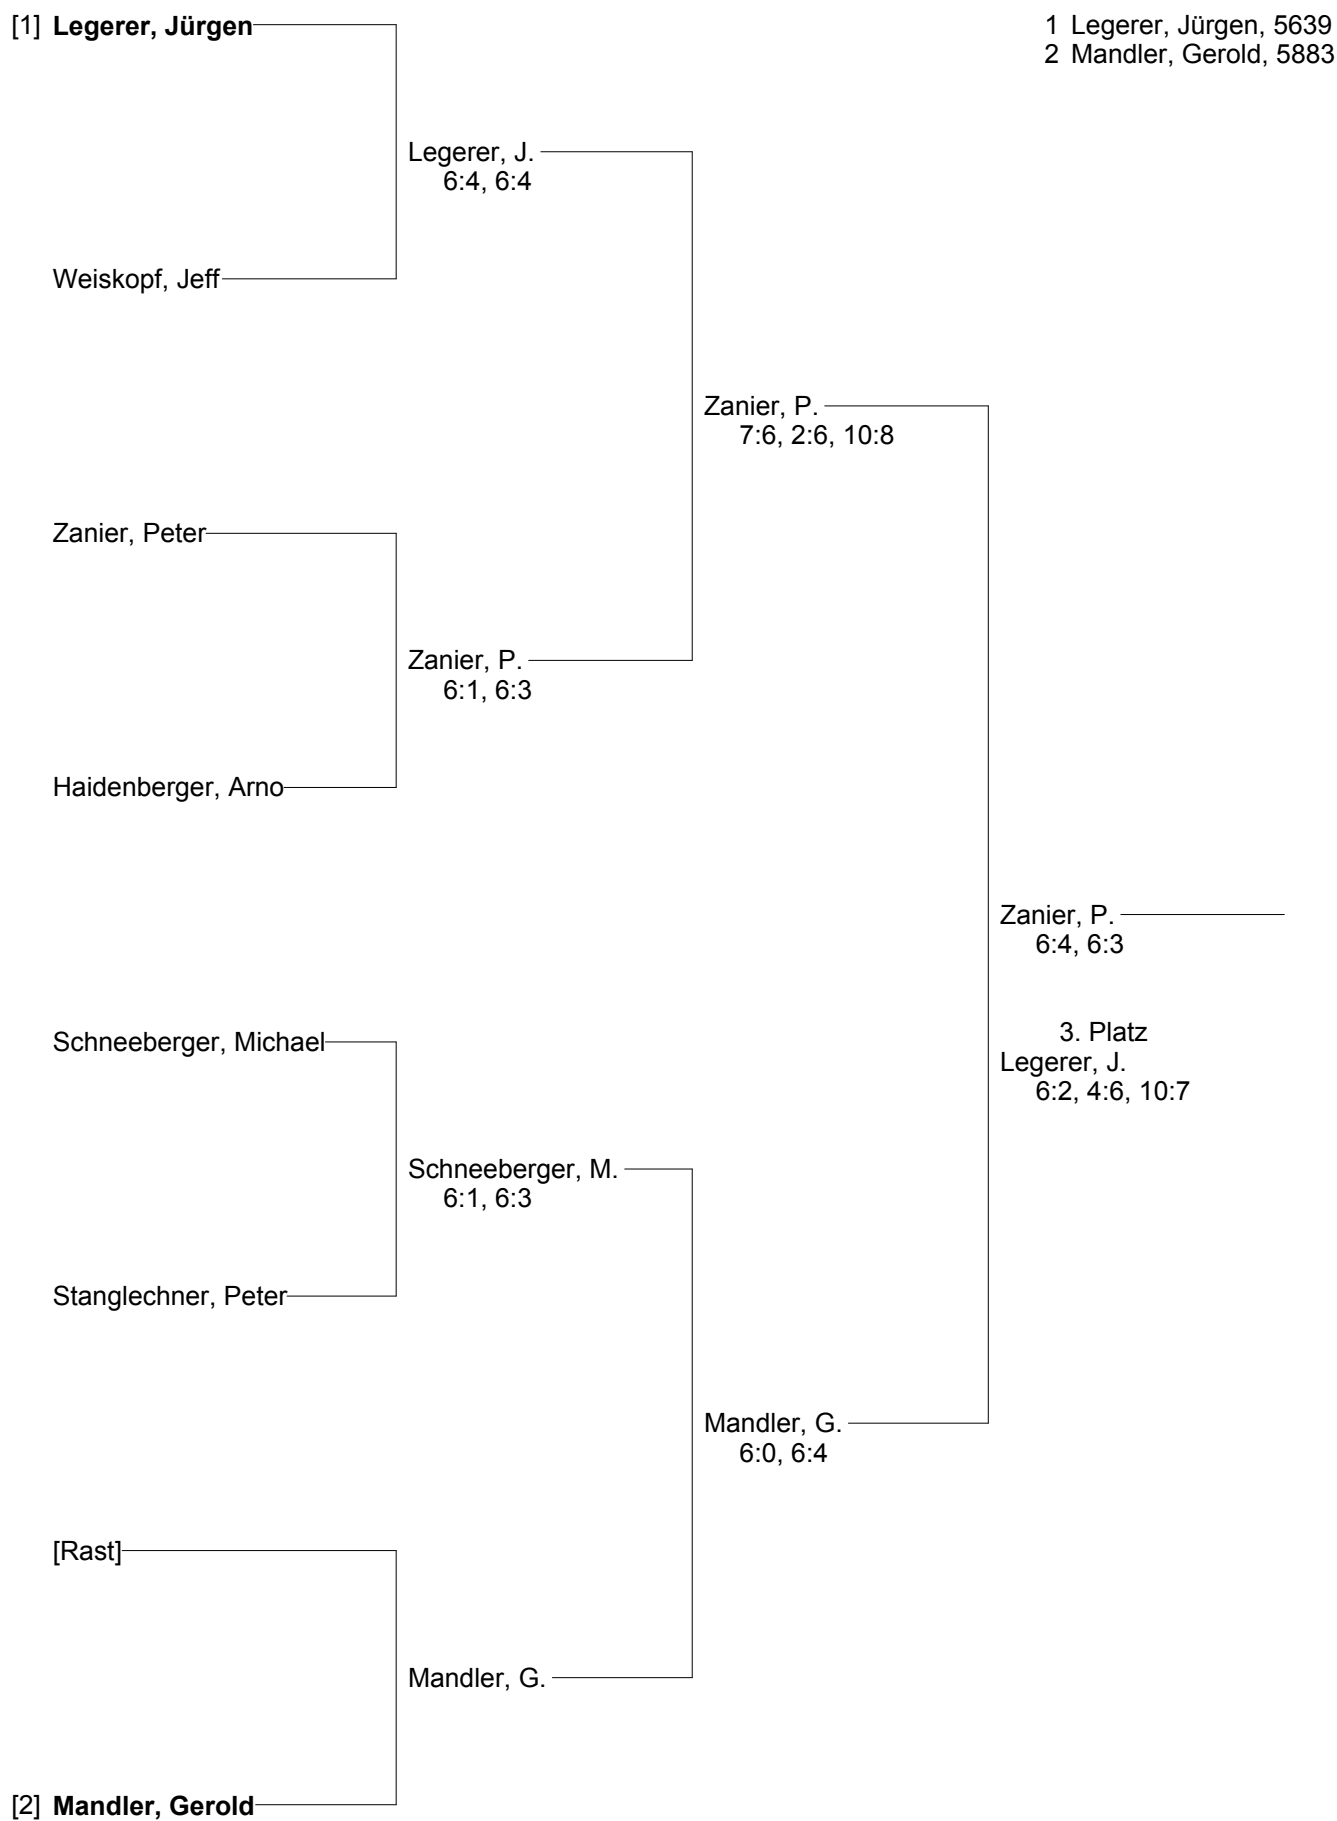 [1] Legerer, Jürgen
1 Legerer, Jürgen, 5639
2 Mandler, Gerold, 5883
Legerer, J.
6:4, 6:4
Weiskopf, Jeff
Zanier, P.
7:6, 2:6, 10:8
Zanier, Peter
Zanier, P.
6:1, 6:3
Haidenberger, Arno
Zanier, P.
6:4, 6:3
3. Platz
Legerer, J.
6:2, 4:6, 10:7
Schneeberger, Michael
Schneeberger, M.
6:1, 6:3
Stanglechner, Peter
Mandler, G.
6:0, 6:4
[Rast]
Mandler, G.
[2] Mandler, Gerold